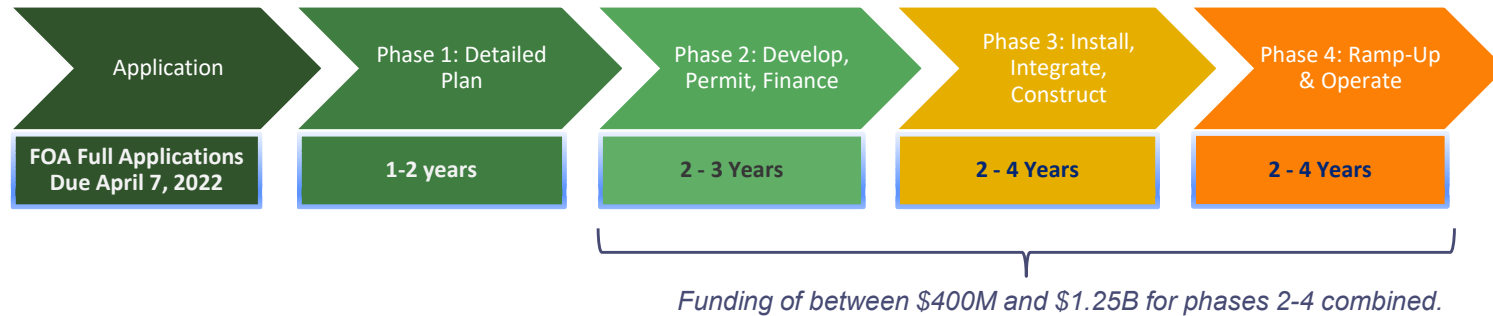 Application
Phase 1: Detailed
Plan
Phase 2: Develop,
Permit, Finance
Phase 3: Install,
Integrate,
Construct
Phase 4: Ramp-Up
& Operate
FOA Full Applications
Due April 7, 2022
1-2 years
2 - 3 Years
2 - 4 Years
2 - 4 Years
Funding of between $400M and $1.25B for phases 2-4 combined.